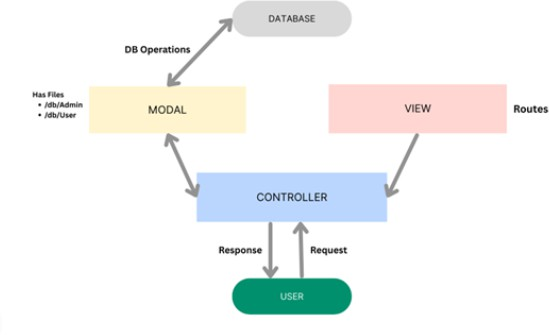 DATABASE
DB Operations
Has Files
• /db/Admin
• /db/User
MODAL
VIEW
Routes
CONTROLLER
Response
Request
USER